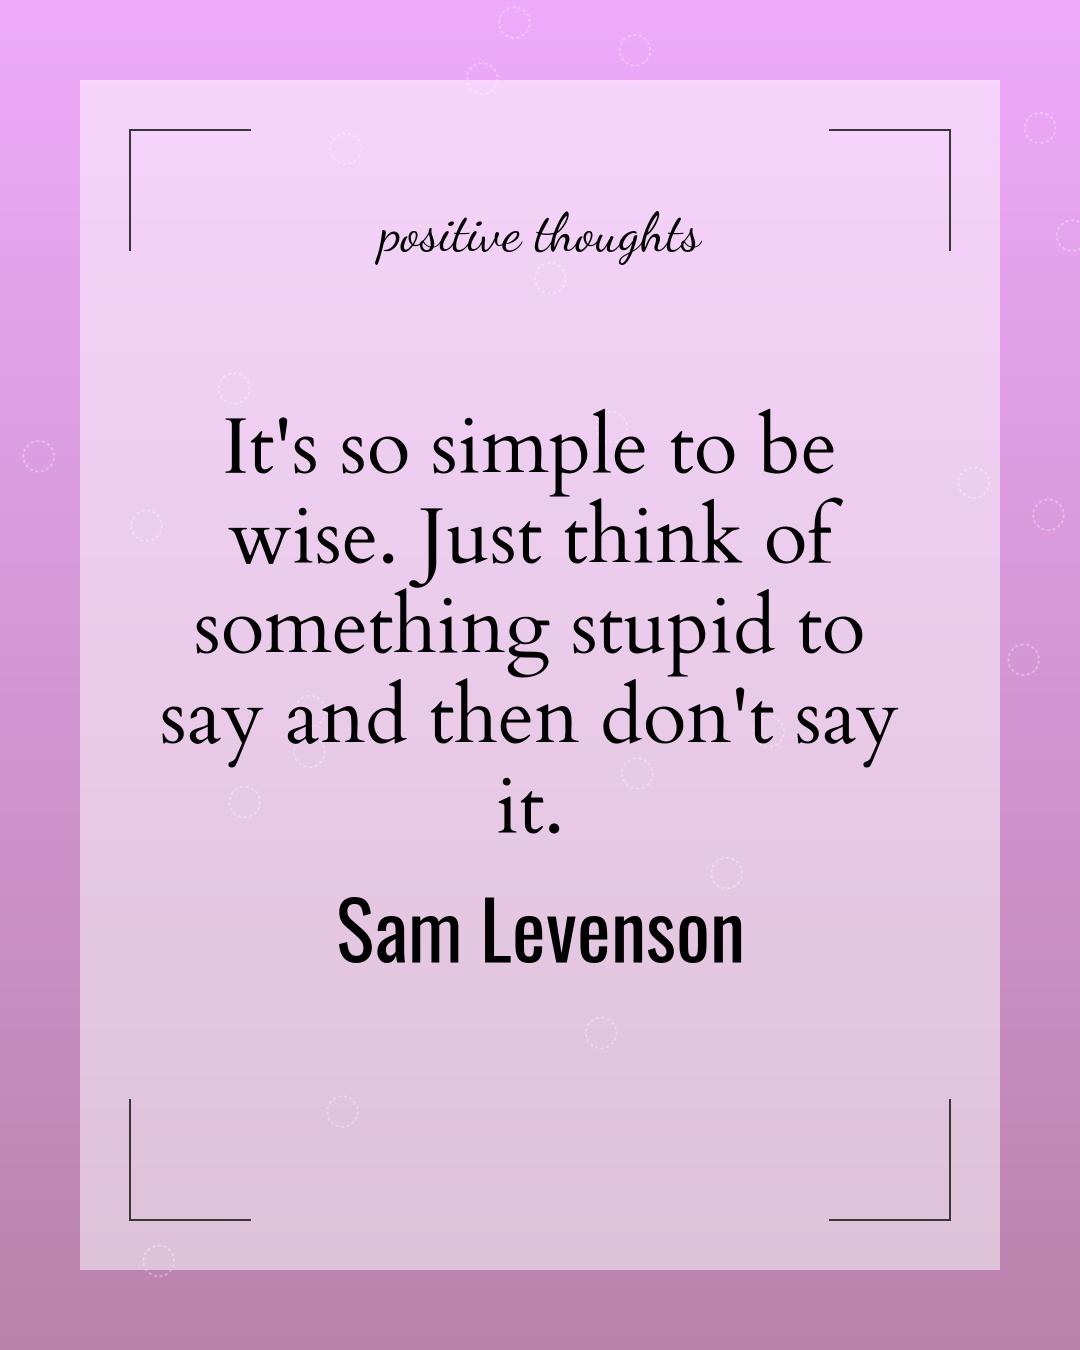 positive thoughts
It's so simple to be
wise. Just think of
something stupid to
say and then don't say
it.
Sam Levenson